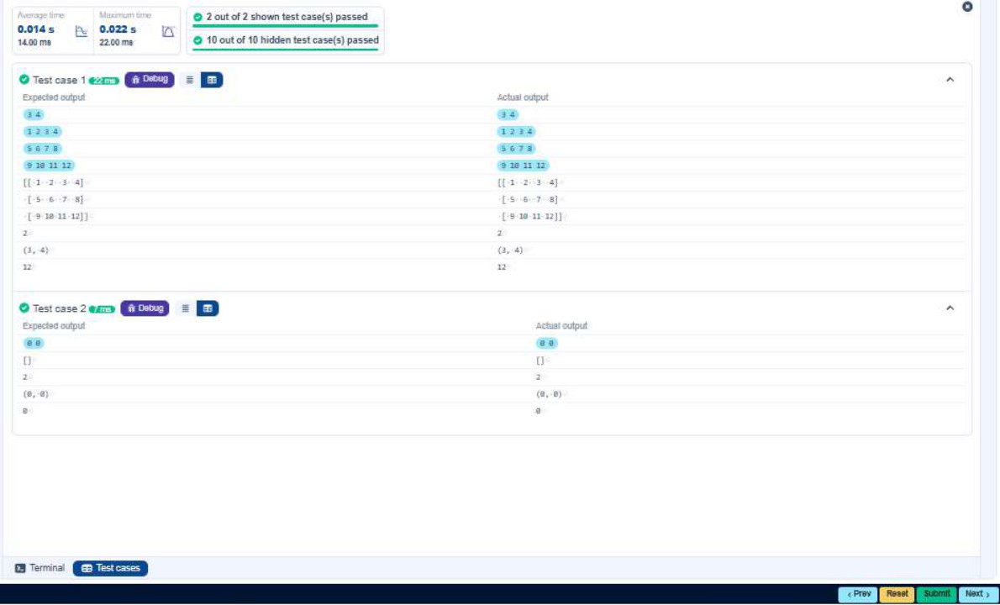 Average time Maximum time
0.014 s 0.022 s
14.00 ms 22.00 ms
2 out of 2 shown test case(s) passed
10 out of 10 hidden test case(s) passed
Test case 1 22 ms Debug
Expected output Actual output
3 4 3 4
1 2 3 4 1 2 3 4
5 6 7 8 5 6 7 8
9 10 11 12 9 10 11 12
[[ 1 2 3 4] [[ 1 2 3 4]
[ 5 6 7 8] [ 5 6 7 8]
[ 9 10 11 12]] [ 9 10 11 12]]
2 2
(3, 4) (3, 4)
12 12
Test case 2 7 ms Debug
Expected output Actual output
0 0 0 0
[] []
2 2
(0, 0) (0, 0)
0 0
Terminal Test cases
‹ Prev Reset Submit Next ›